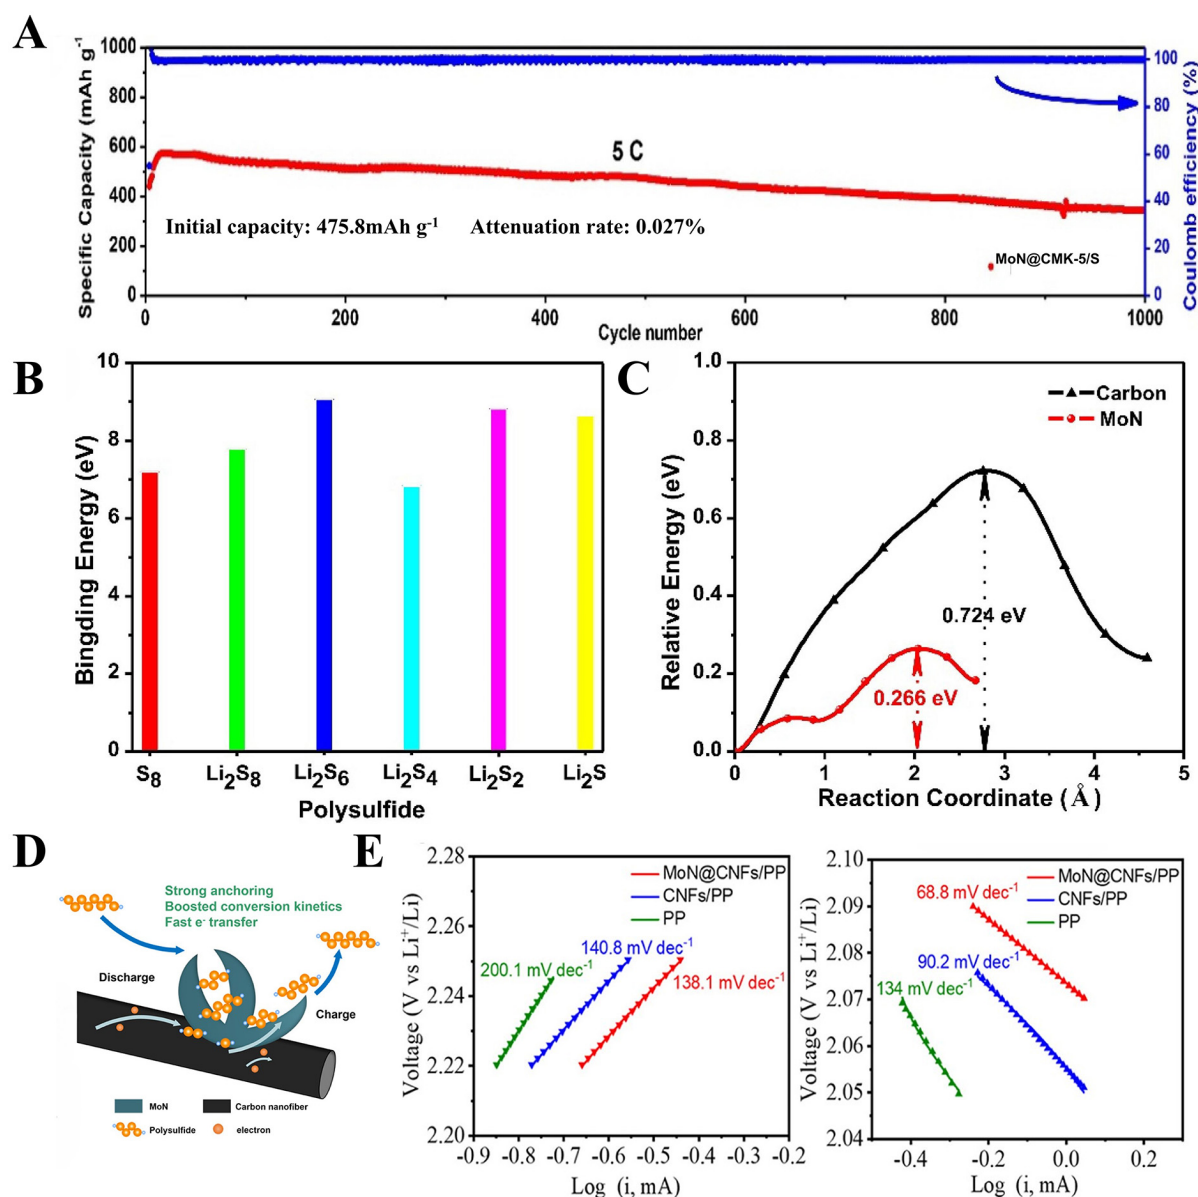 A
Specific Capacity (mAh g-1)
1000
800
600
400
200
0
5 C
Initial capacity: 475.8mAh g-1 Attenuation rate: 0.027%
MoN@CMK-5/S
100
80
60
40
20
0
Coulomb efficiency (%)
0 200 400 600 800 1000
Cycle number
B
Bingding Energy (eV)
10
8
6
4
2
0
S8 Li2S8 Li2S6 Li2S4 Li2S2 Li2S
Polysulfide
C
Relative Energy (eV)
1.0
0.8
0.6
0.4
0.2
0.0
Carbon
MoN
0.724 eV
0.266 eV
0 1 2 3 4 5
Reaction Coordinate (Å)
D
Strong anchoring
Boosted conversion kinetics
Fast e- transfer
Discharge
Charge
MoN
Carbon nanofiber
Polysulfide
electron
E
Voltage (V vs Li+/Li)
2.28
2.26
2.24
2.22
2.20
MoN@CNFs/PP
CNFs/PP
PP
200.1 mV dec-1
140.8 mV dec-1
138.1 mV dec-1
-0.9 -0.8 -0.7 -0.6 -0.5 -0.4 -0.3 -0.2
Log (i, mA)
Voltage (V vs Li+/Li)
2.10
2.09
2.08
2.07
2.06
2.05
2.04
MoN@CNFs/PP
CNFs/PP
PP
68.8 mV dec-1
90.2 mV dec-1
134 mV dec-1
-0.4 -0.2 0.0 0.2
Log (i, mA)